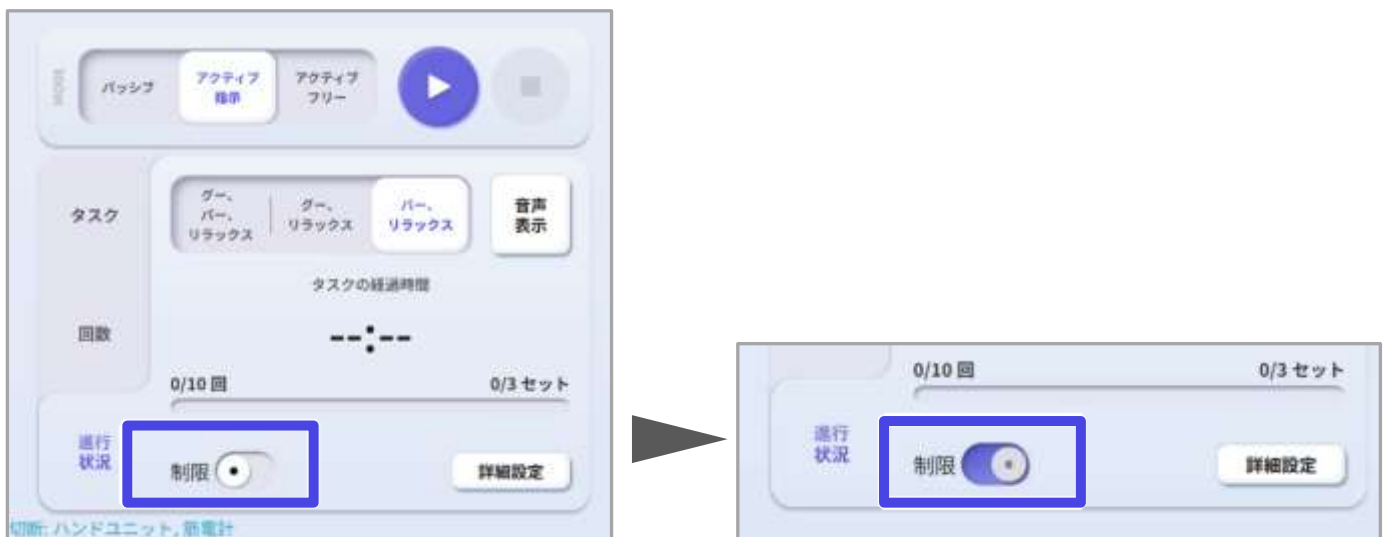 MODE
パッシブ
アクティブ
指示
アクティブ
フリー
タスク
グー、
パー、
リラックス
グー、
リラックス
パー、
リラックス
音声
表示
タスクの経過時間
回数
--:--
0/10 回
0/3 セット
進行
状況
制限
詳細設定
切断: ハンドユニット, 筋電計
0/10 回
0/3 セット
進行
状況
制限
詳細設定